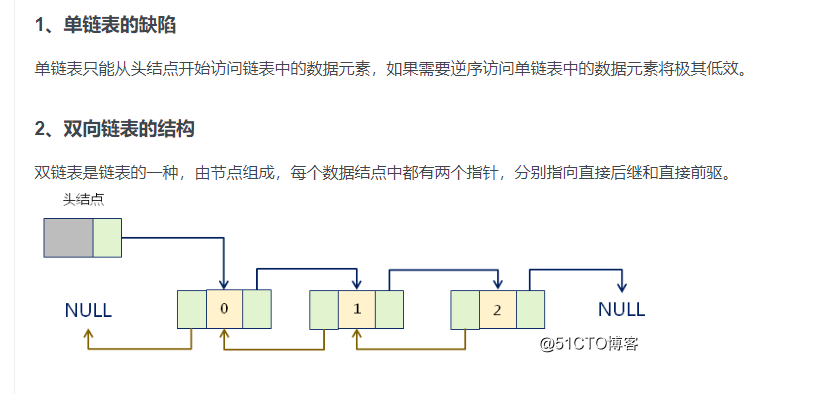 1、单链表的缺陷
单链表只能从头结点开始访问链表中的数据元素，如果需要逆序访问单链表中的数据元素将极其低效。
2、双向链表的结构
双链表是链表的一种，由节点组成，每个数据结点中都有两个指针，分别指向直接后继和直接前驱。
头结点
NULL
0
1
2
NULL
@51CTO博客